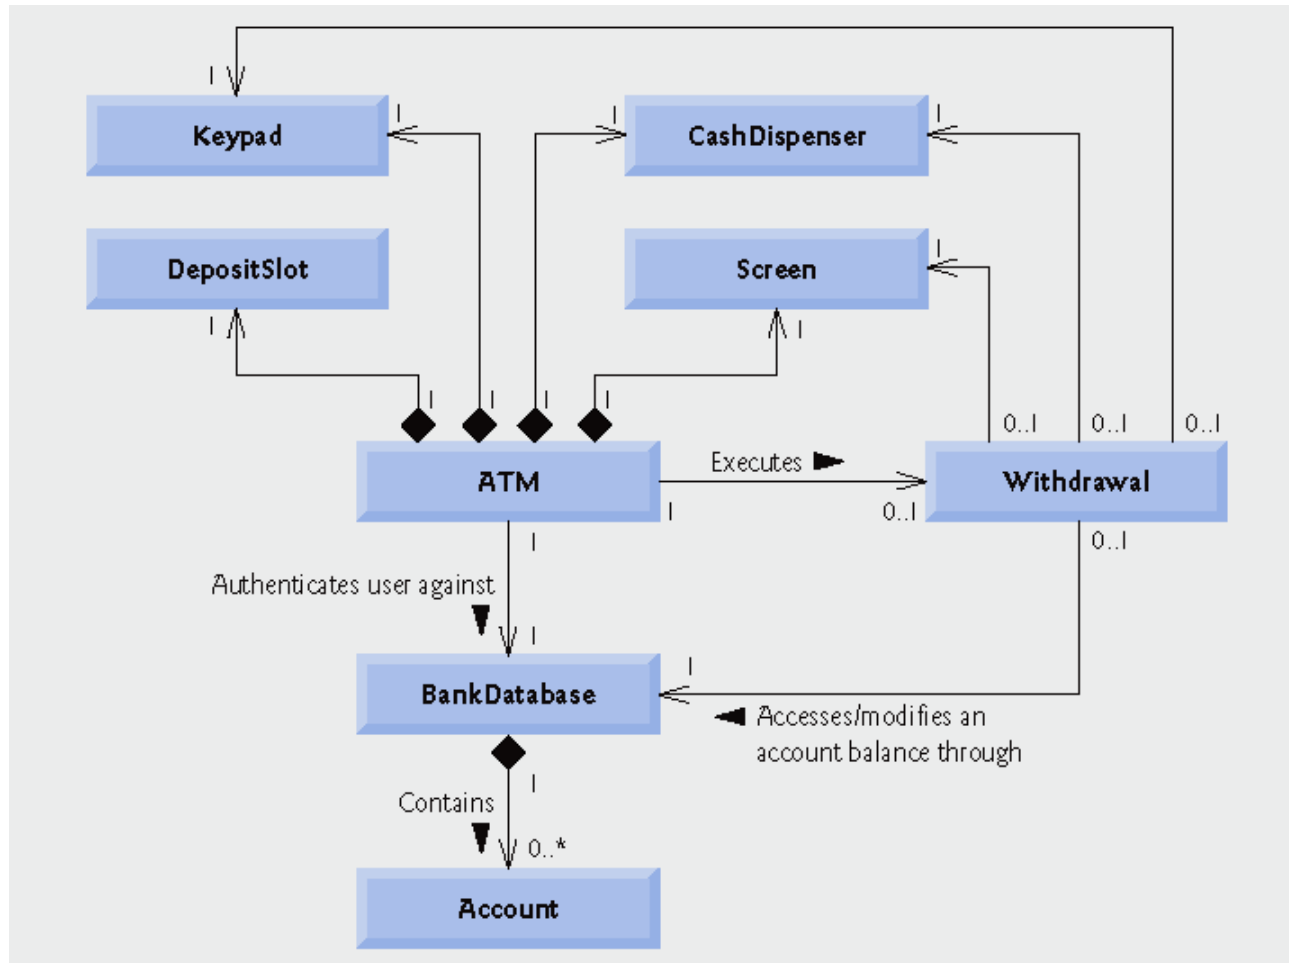 1
Keypad
1
1
CashDispenser
1
DepositSlot
1
Screen
1
1
1
1
1
1
0..1
0..1
0..1
ATM
Executes
1
0..1
Withdrawal
1
0..1
Authenticates user against
1
BankDatabase
1
Accesses/modifies an
account balance through
1
Contains
0..*
Account